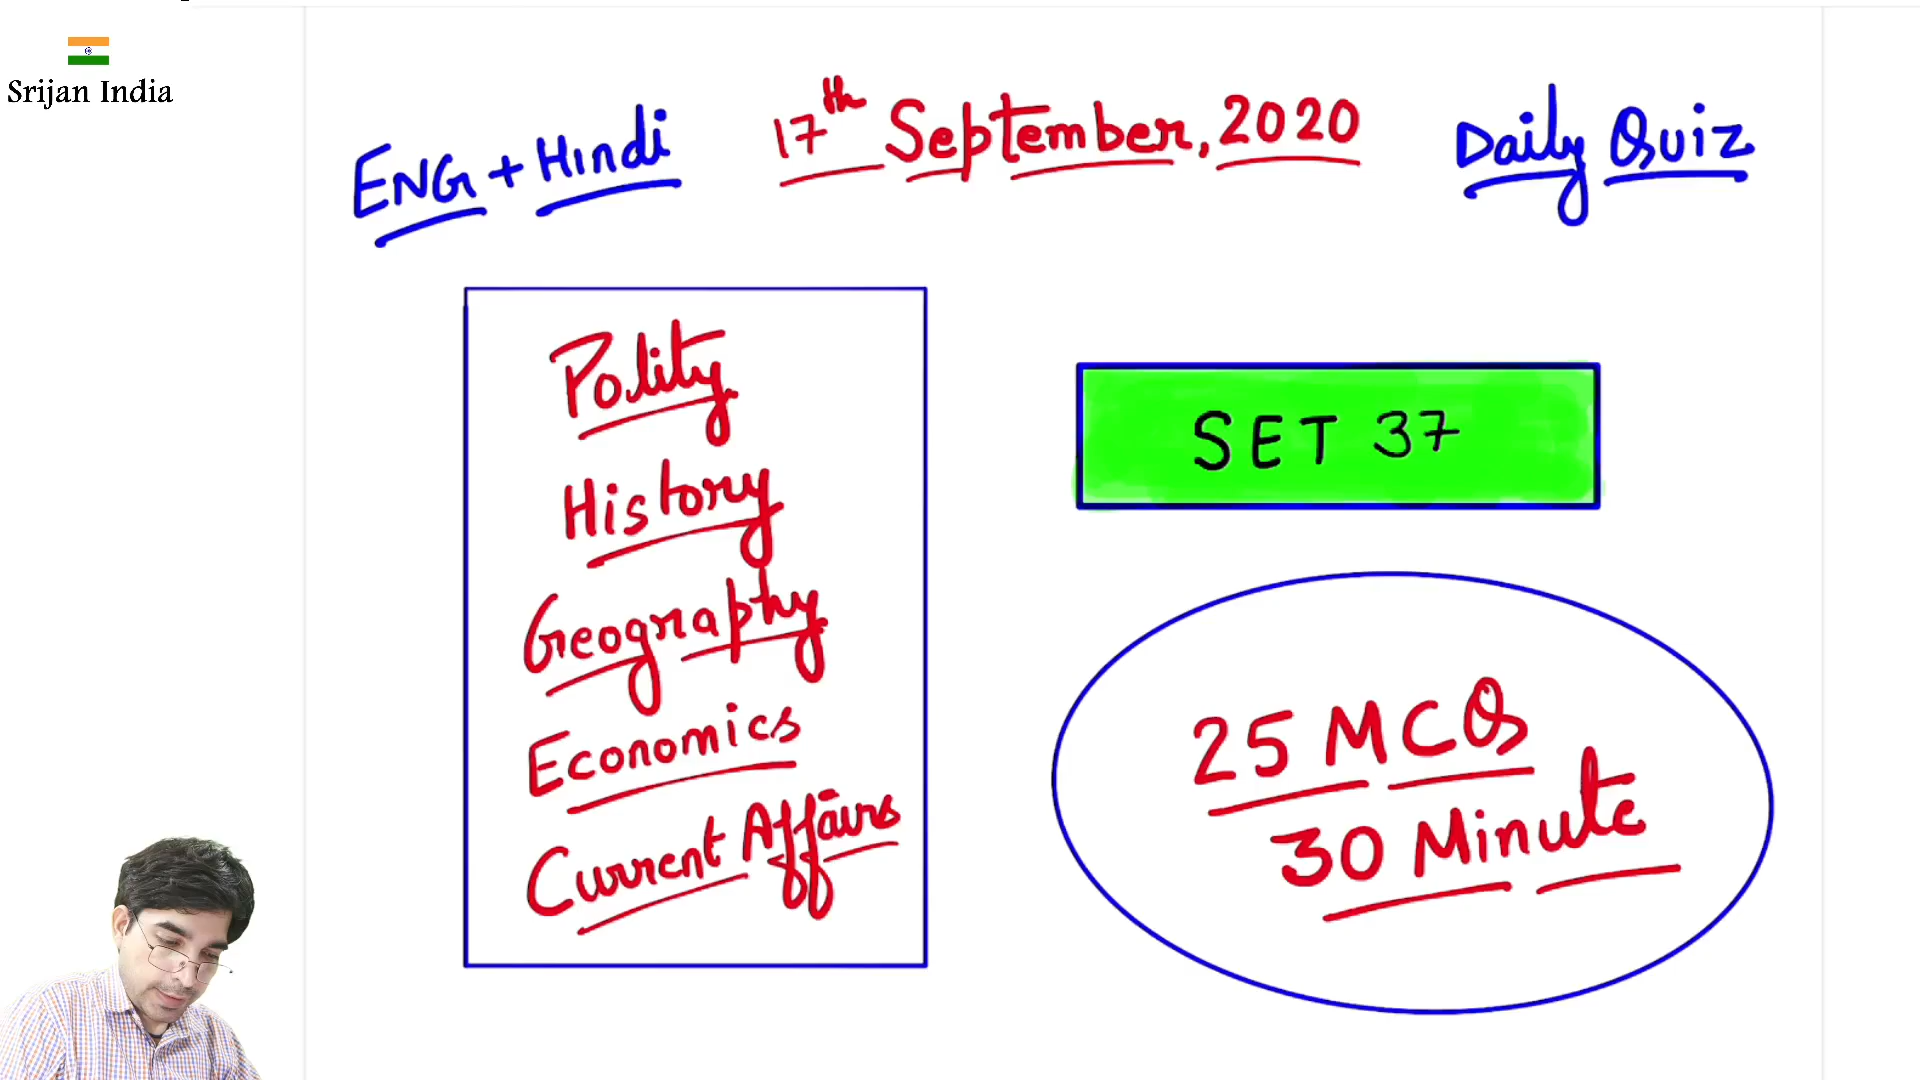 Srijan India
ENG + Hindi 17th September, 2020 Daily Quiz
Polity
History
Geography
Economics
Current Affairs
SET 37
25 MCQs
30 Minute